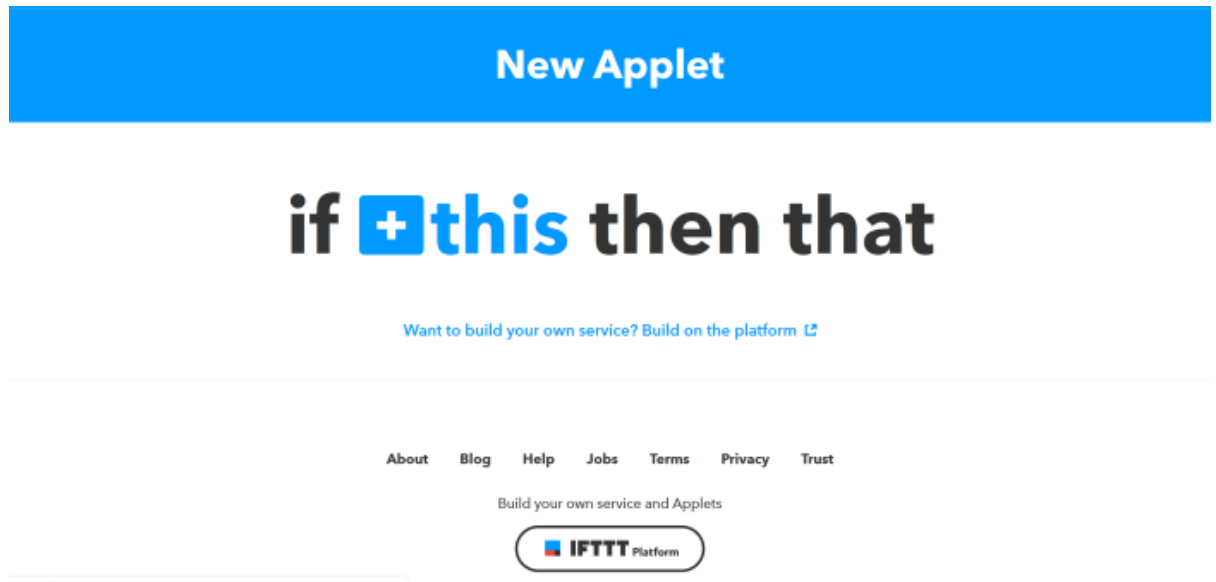 New Applet
if +this then that
Want to build your own service? Build on the platform
About Blog Help Jobs Terms Privacy Trust
Build your own service and Applets
IFTTT Platform